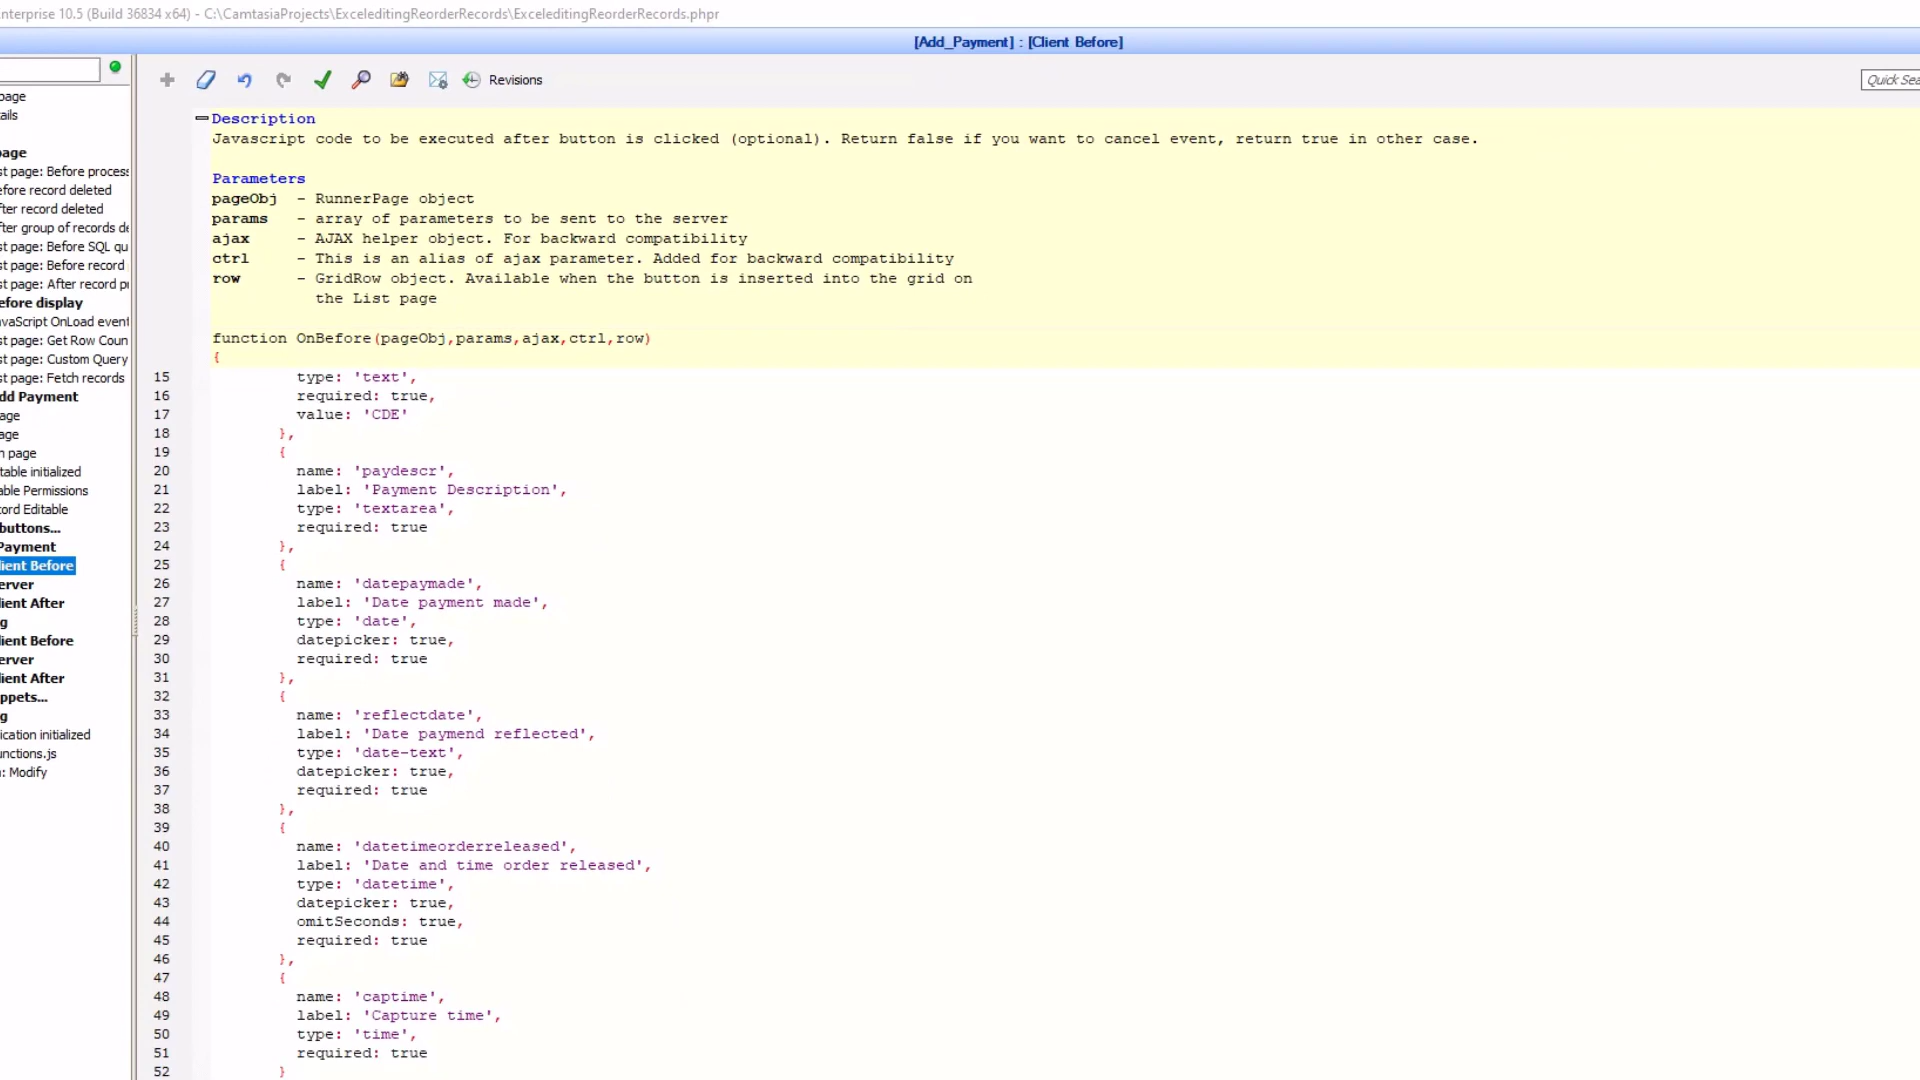 nterprise 10.5 (Build 36834 x64) - C:\CamtasiaProjects\ExceleditingReorderRecords\ExceleditingReorderRecords.phpr
[Add_Payment] : [Client Before]
Revisions
Quick Sea
page
ails
page
st page: Before process
efore record deleted
fter record deleted
fter group of records de
st page: Before SQL qu
st page: Before record
st page: After record pr
efore display
vaScript OnLoad event
st page: Get Row Coun
st page: Custom Query
st page: Fetch records
dd Payment
age
age
n page
table initialized
able Permissions
cord Editable
buttons...
Payment
lient Before
erver
lient After
g
lient Before
erver
lient After
ppets...
g
ication initialized
unctions.js
: Modify
Description
Javascript code to be executed after button is clicked (optional). Return false if you want to cancel event, return true in other case.
Parameters
pageObj - RunnerPage object
params - array of parameters to be sent to the server
ajax - AJAX helper object. For backward compatibility
ctrl - This is an alias of ajax parameter. Added for backward compatibility
row - GridRow object. Available when the button is inserted into the grid on
the List page
function OnBefore(pageObj,params,ajax,ctrl,row)
{
15 type: 'text',
16 required: true,
17 value: 'CDE'
18 },
19 {
20 name: 'paydescr',
21 label: 'Payment Description',
22 type: 'textarea',
23 required: true
24 },
25 {
26 name: 'datepaymade',
27 label: 'Date payment made',
28 type: 'date',
29 datepicker: true,
30 required: true
31 },
32 {
33 name: 'reflectdate',
34 label: 'Date paymend reflected',
35 type: 'date-text',
36 datepicker: true,
37 required: true
38 },
39 {
40 name: 'datetimeorderreleased',
41 label: 'Date and time order released',
42 type: 'datetime',
43 datepicker: true,
44 omitSeconds: true,
45 required: true
46 },
47 {
48 name: 'captime',
49 label: 'Capture time',
50 type: 'time',
51 required: true
52 }